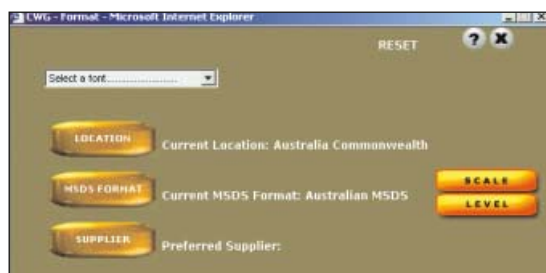 CWG - Format - Microsoft Internet Explorer
RESET
? X
Select a font......................
LOCATION
Current Location: Australia Commonwealth
MSDS FORMAT
Current MSDS Format: Australian MSDS
SCALE
LEVEL
SUPPLIER
Preferred Supplier: